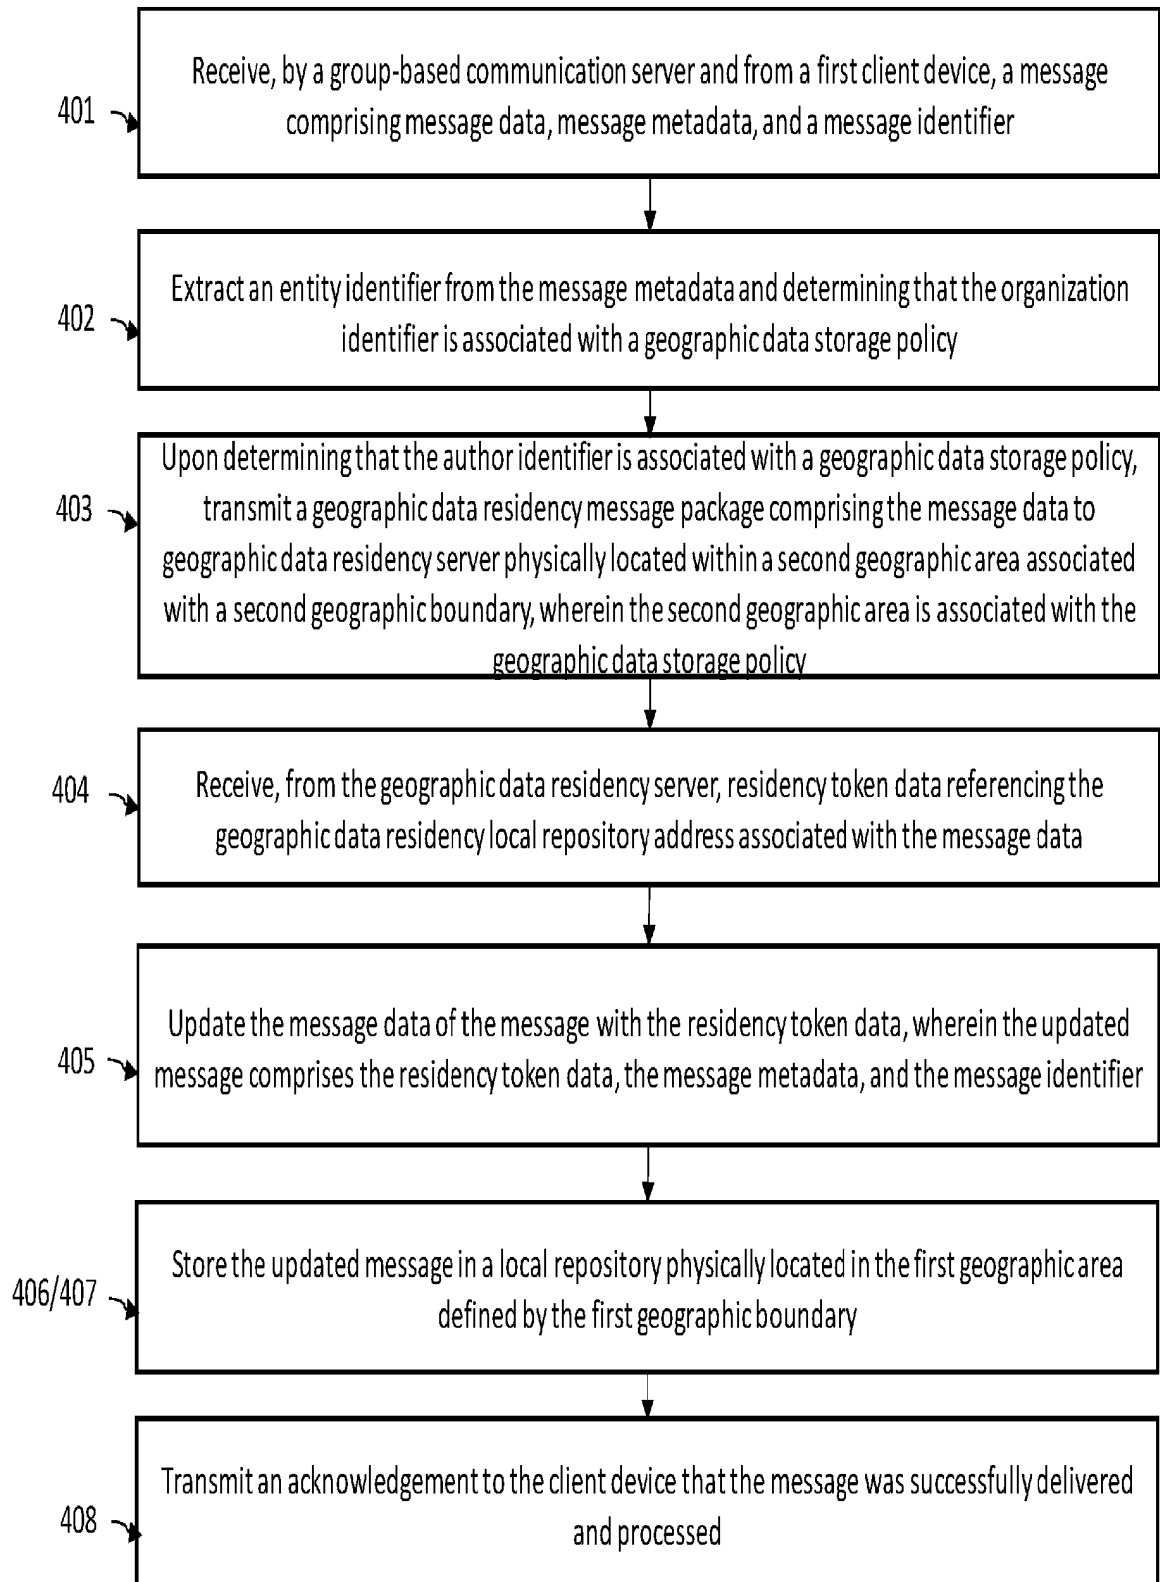 Receive, by a group-based communication server and from a first client device, a message
comprising message data, message metadata, and a message identifier
401
Extract an entity identifier from the message metadata and determining that the organization
identifier is associated with a geographic data storage policy
402
Upon determining that the author identifier is associated with a geographic data storage policy,
transmit a geographic data residency message package comprising the message data to
geographic data residency server physically located within a second geographic area associated
with a second geographic boundary, wherein the second geographic area is associated with the
geographic data storage policy
403
Receive, from the geographic data residency server, residency token data referencing the
geographic data residency local repository address associated with the message data
404
Update the message data of the message with the residency token data, wherein the updated
message comprises the residency token data, the message metadata, and the message identifier
405
Store the updated message in a local repository physically located in the first geographic area
defined by the first geographic boundary
406/407
Transmit an acknowledgement to the client device that the message was successfully delivered
and processed
408